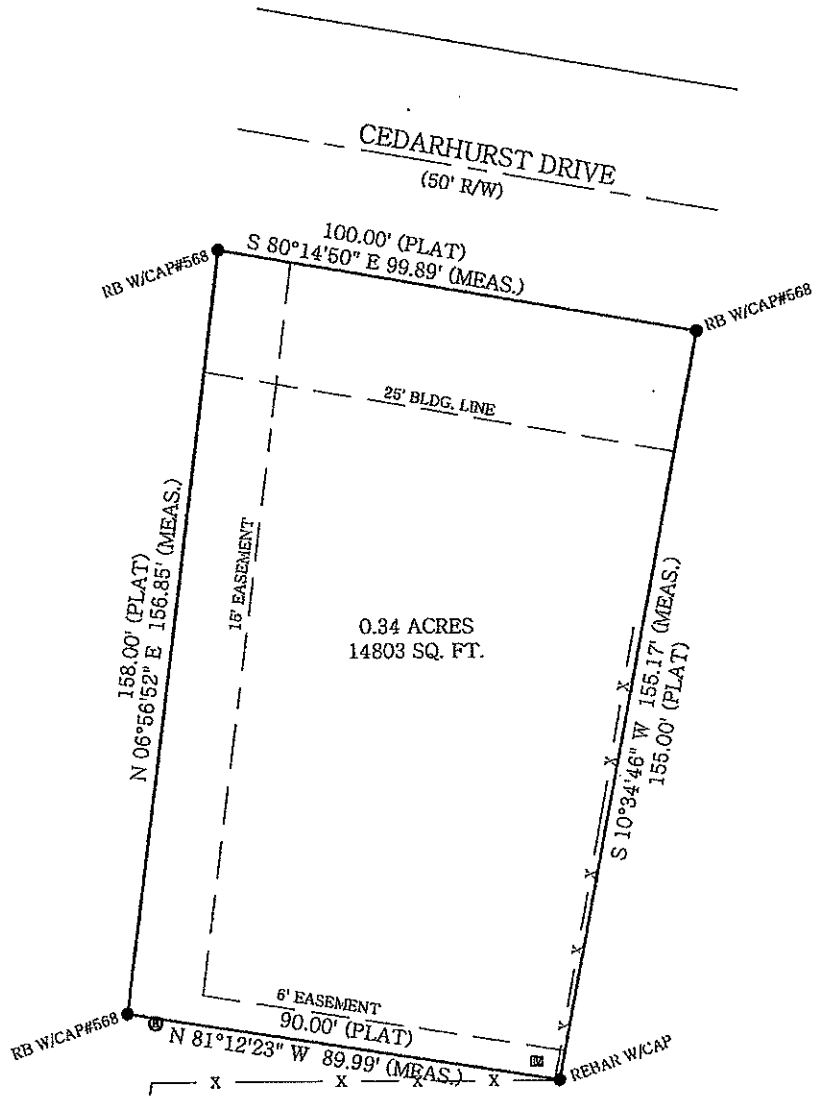 CEDARHURST DRIVE
(50' R/W)
100.00' (PLAT)
S 80°14'50" E 99.89' (MEAS.)
RB W/CAP#568
RB W/CAP#568
25' BLDG. LINE
158.00' (PLAT)
N 06°56'52" E 156.85' (MEAS.)
15' EASEMENT
0.34 ACRES
14803 SQ. FT.
S 10°34'46" W 155.17' (MEAS.)
155.00' (PLAT)
X
X
X
X
6' EASEMENT
90.00' (PLAT)
N 81°12'23" W 89.99' (MEAS.)
RB W/CAP#568
REBAR W/CAP
X
X
X
X